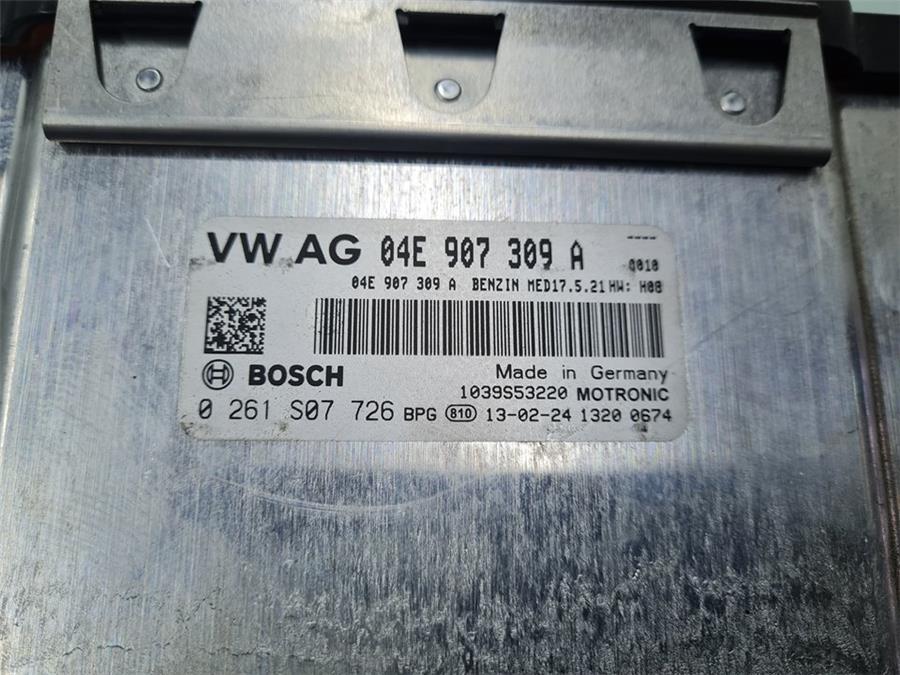 VW AG 04E 907 309 A ----
Q010
04E 907 309 A BENZIN MED17.5.21 HW: H08
BOSCH Made in Germany
1039S53220 MOTRONIC
0 261 S07 726 BPG 810 13-02-24 1320 0674